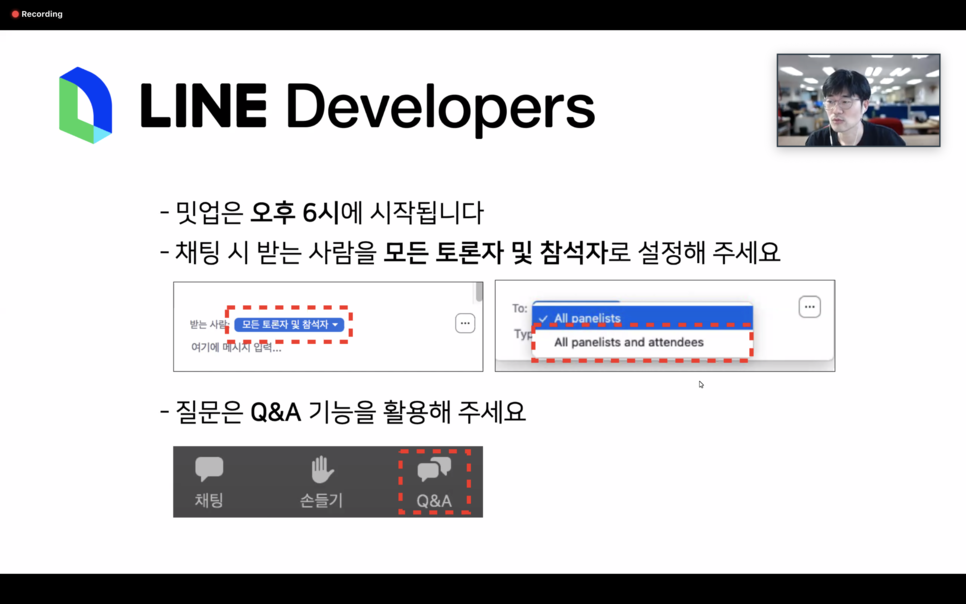 Recording
LINE Developers
- 밋업은 오후 6시에 시작됩니다
- 채팅 시 받는 사람을 모든 토론자 및 참석자로 설정해 주세요
받는 사람: 모든 토론자 및 참석자
여기에 메시지 입력...
To:
All panelists
Typ
All panelists and attendees
- 질문은 Q&A 기능을 활용해 주세요
채팅 손들기 Q&A